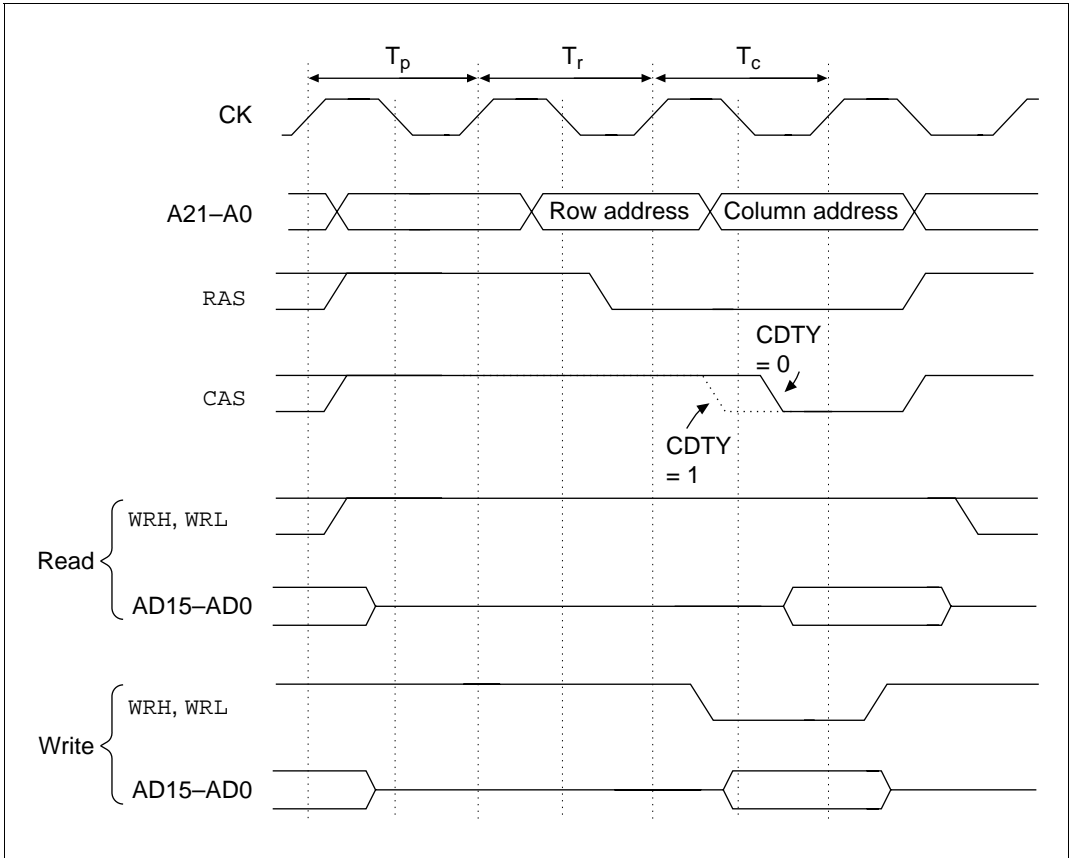 Tp Tr Tc
CK
A21–A0 Row address Column address
RAS
CDTY
= 0
CAS
CDTY
= 1
WRH, WRL
Read
AD15–AD0
WRH, WRL
Write
AD15–AD0